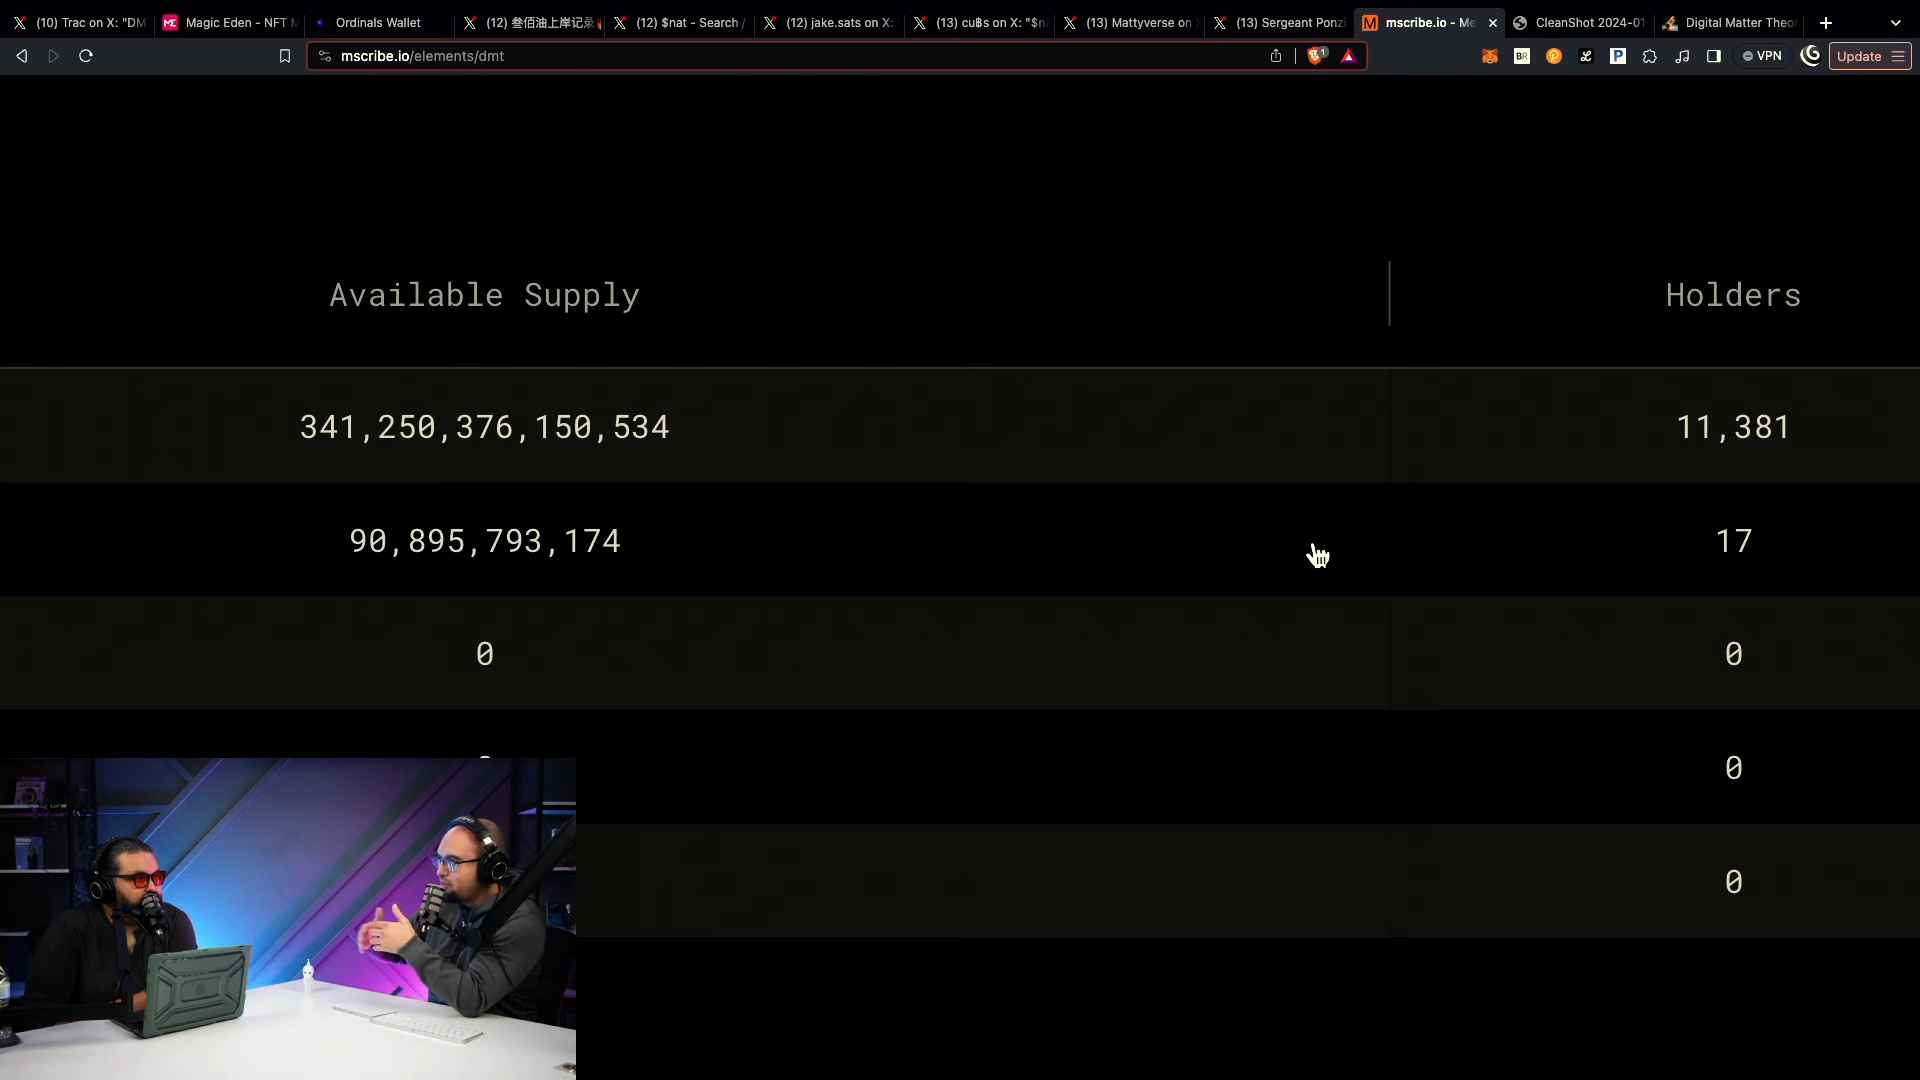 (10) Trac on X: "DM
Magic Eden - NFT M
Ordinals Wallet
(12) 叁佰油上岸记录
(12) $nat - Search /
(12) jake.sats on X:
(13) cuBs on X: "$n
(13) Mattyverse on
(13) Sergeant Ponzi
mscribe.io - Me
CleanShot 2024-01
Digital Matter Theor
mscribe.io/elements/dmt
1
BR
VPN
Update
Available Supply
Holders
341,250,376,150,534
11,381
90,895,793,174
17
0
0
0
0